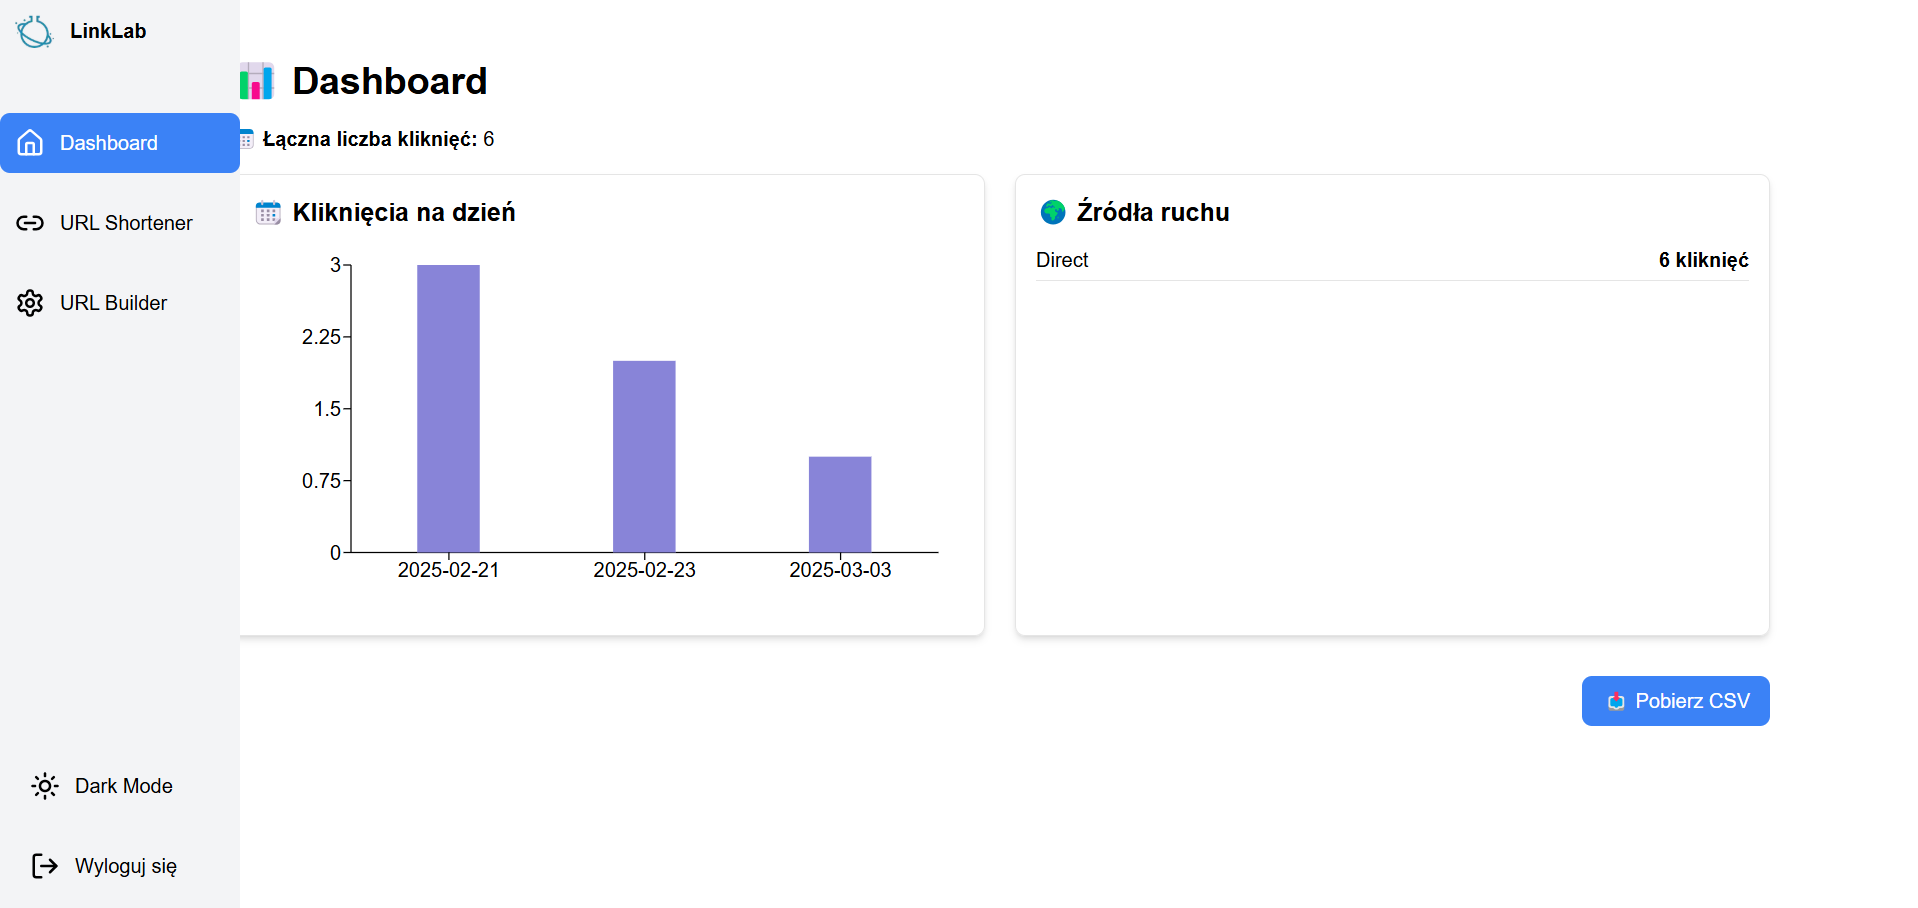 LinkLab
Dashboard
URL Shortener
URL Builder
Dark Mode
Wyloguj się
Dashboard
Łączna liczba kliknięć: 6
Kliknięcia na dzień
3
2.25
1.5
0.75
0
2025-02-21 2025-02-23 2025-03-03
Źródła ruchu
Direct 6 kliknięć
Pobierz CSV